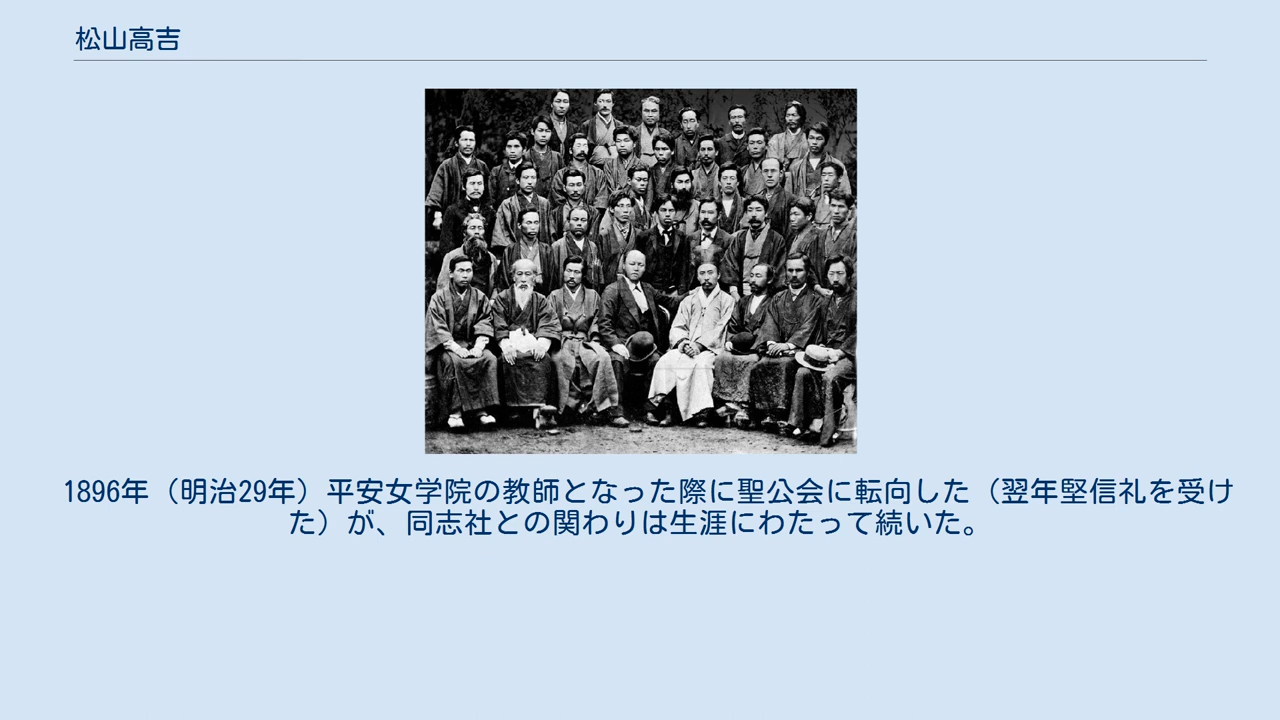 松山高吉
1896年（明治29年）平安女学院の教師となった際に聖公会に転向した（翌年堅信礼を受け
た）が、同志社との関わりは生涯にわたって続いた。